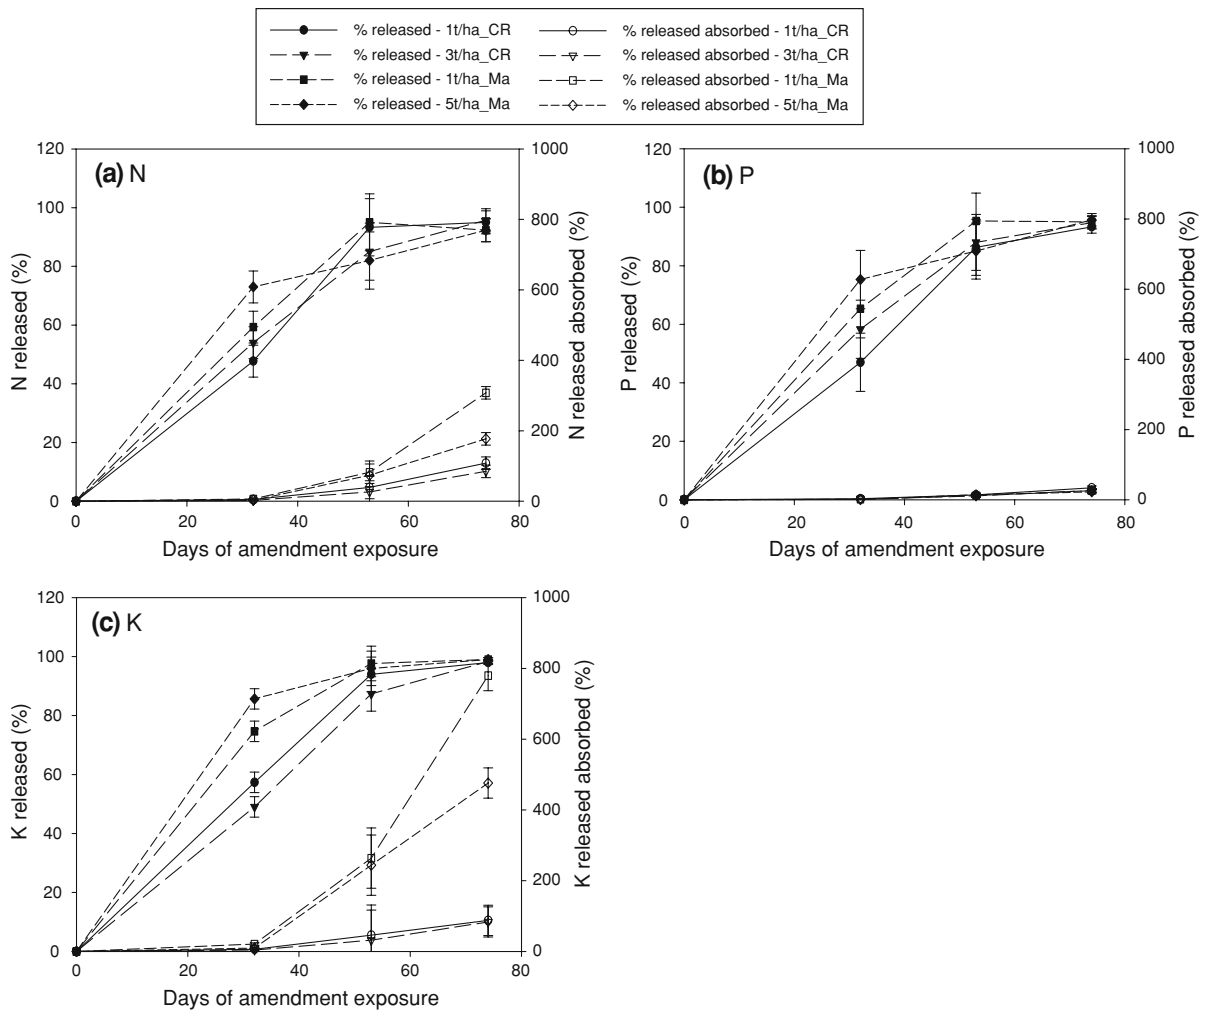 % released - 1t/ha_CR
% released - 3t/ha_CR
% released - 1t/ha_Ma
% released - 5t/ha_Ma
% released absorbed - 1t/ha_CR
% released absorbed - 3t/ha_CR
% released absorbed - 1t/ha_Ma
% released absorbed - 5t/ha_Ma
(a) N
N released (%)
120
100
80
60
40
20
0
1000
800
600
400
200
0
N released absorbed (%)
0 20 40 60 80
Days of amendment exposure
(b) P
P released (%)
120
100
80
60
40
20
0
1000
800
600
400
200
0
P released absorbed (%)
0 20 40 60 80
Days of amendment exposure
(c) K
K released (%)
120
100
80
60
40
20
0
1000
800
600
400
200
0
K released absorbed (%)
0 20 40 60 80
Days of amendment exposure